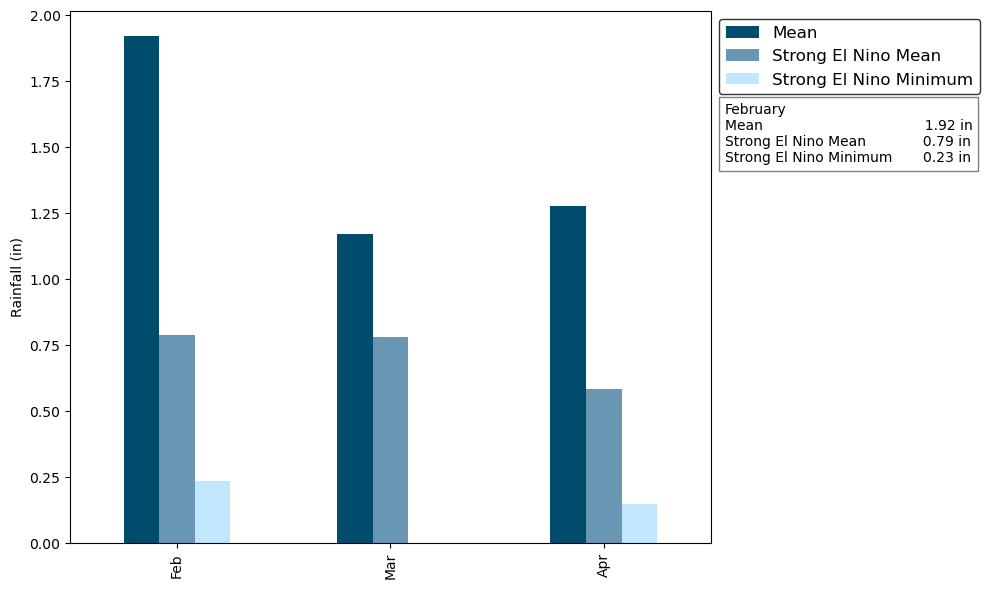 2.00
1.75
1.50
1.25
1.00
0.75
0.50
0.25
0.00
Rainfall (in)
Feb
Mar
Apr
Mean
Strong El Nino Mean
Strong El Nino Minimum
February
Mean 1.92 in
Strong El Nino Mean 0.79 in
Strong El Nino Minimum 0.23 in